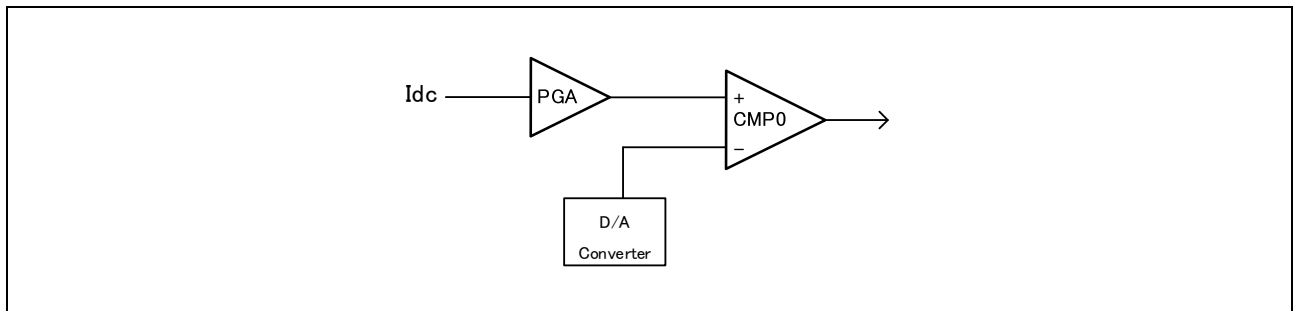 Idc
PGA
+
CMP0
−
D/A
Converter